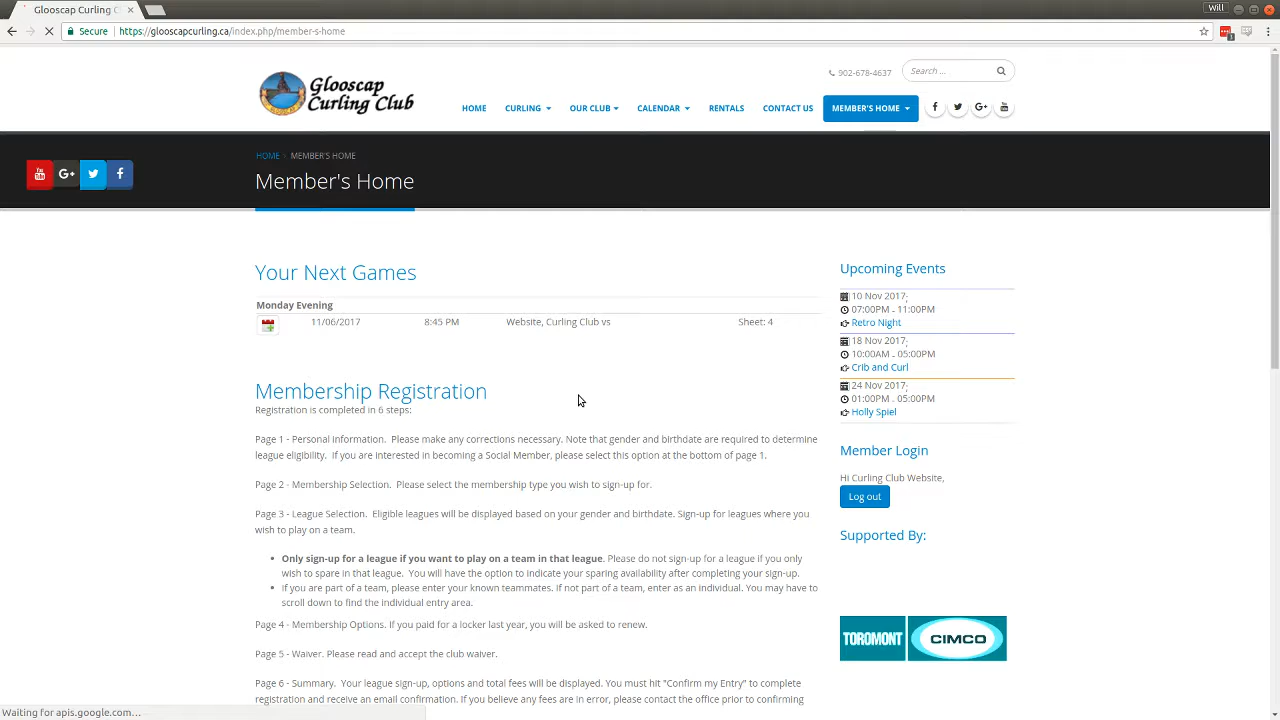 Glooscap Curling C
Will
Secure
https://glooscapcurling.ca/index.php/member-s-home
902-678-4637
Search ...
Glooscap
Curling Club
HOME
CURLING
OUR CLUB
CALENDAR
RENTALS
CONTACT US
MEMBER'S HOME
HOME MEMBER'S HOME
Member's Home
Your Next Games
Monday Evening
11/06/2017 8:45 PM Website, Curling Club vs Sheet: 4
Membership Registration
Registration is completed in 6 steps:
Page 1 - Personal information. Please make any corrections necessary. Note that gender and birthdate are required to determine
league eligibility. If you are interested in becoming a Social Member, please select this option at the bottom of page 1.
Page 2 - Membership Selection. Please select the membership type you wish to sign-up for.
Page 3 - League Selection. Eligible leagues will be displayed based on your gender and birthdate. Sign-up for leagues where you
wish to play on a team.
• Only sign-up for a league if you want to play on a team in that league. Please do not sign-up for a league if you only
wish to spare in that league. You will have the option to indicate your sparing availability after completing your sign-up.
• If you are part of a team, please enter your known teammates. If not part of a team, enter as an individual. You may have to
scroll down to find the individual entry area.
Page 4 - Membership Options. If you paid for a locker last year, you will be asked to renew.
Page 5 - Waiver. Please read and accept the club waiver.
Page 6 - Summary. Your league sign-up, options and total fees will be displayed. You must hit "Confirm my Entry" to complete
registration and receive an email confirmation. If you believe any fees are in error, please contact the office prior to confirming
Upcoming Events
10 Nov 2017;
07:00PM - 11:00PM
Retro Night
18 Nov 2017;
10:00AM - 05:00PM
Crib and Curl
24 Nov 2017;
01:00PM - 05:00PM
Holly Spiel
Member Login
Hi Curling Club Website,
Log out
Supported By:
TOROMONT
CIMCO
Waiting for apis.google.com...